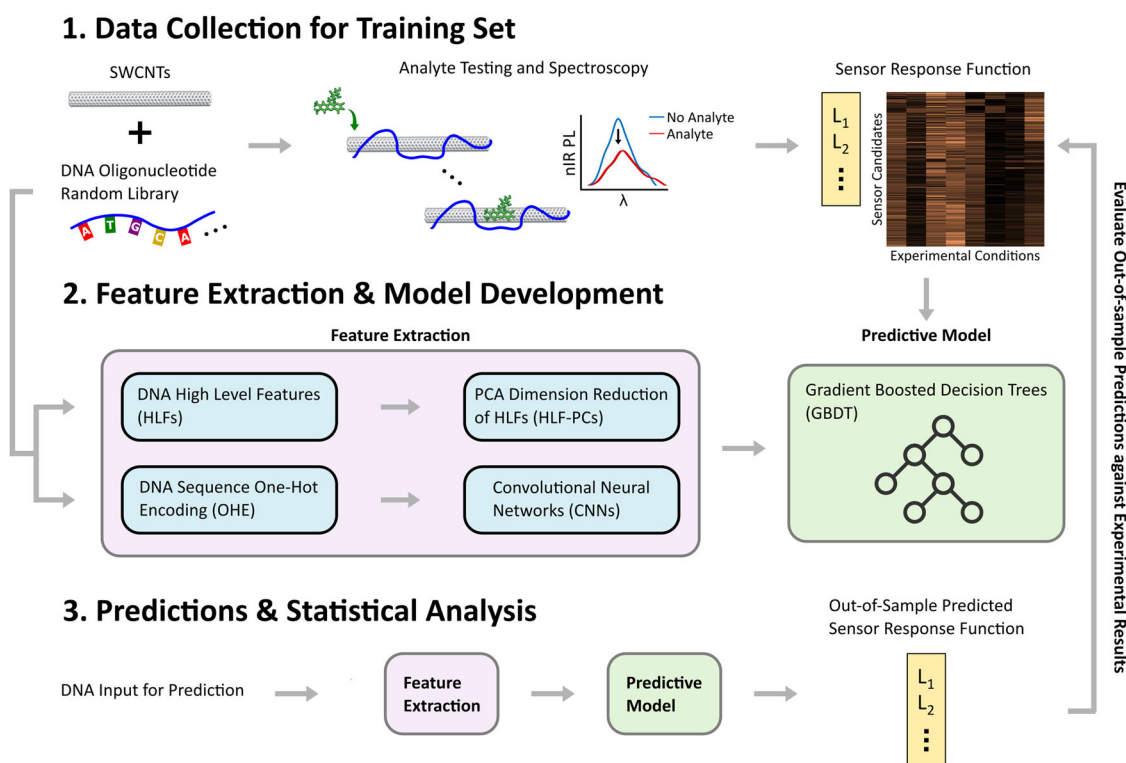 1. Data Collection for Training Set
SWCNTs
+
DNA Oligonucleotide
Random Library
A T G C A ...
Analyte Testing and Spectroscopy
...
No Analyte
Analyte
nIR PL
λ
Sensor Response Function
L₁
L₂
⋮
Sensor Candidates
Experimental Conditions
Evaluate Out-of-sample Predictions against Experimental Results
2. Feature Extraction & Model Development
Feature Extraction
DNA High Level Features
(HLFs)
PCA Dimension Reduction
of HLFs (HLF-PCs)
DNA Sequence One-Hot
Encoding (OHE)
Convolutional Neural
Networks (CNNs)
Predictive Model
Gradient Boosted Decision Trees
(GBDT)
3. Predictions & Statistical Analysis
DNA Input for Prediction
Feature
Extraction
Predictive
Model
Out-of-Sample Predicted
Sensor Response Function
L₁
L₂
⋮